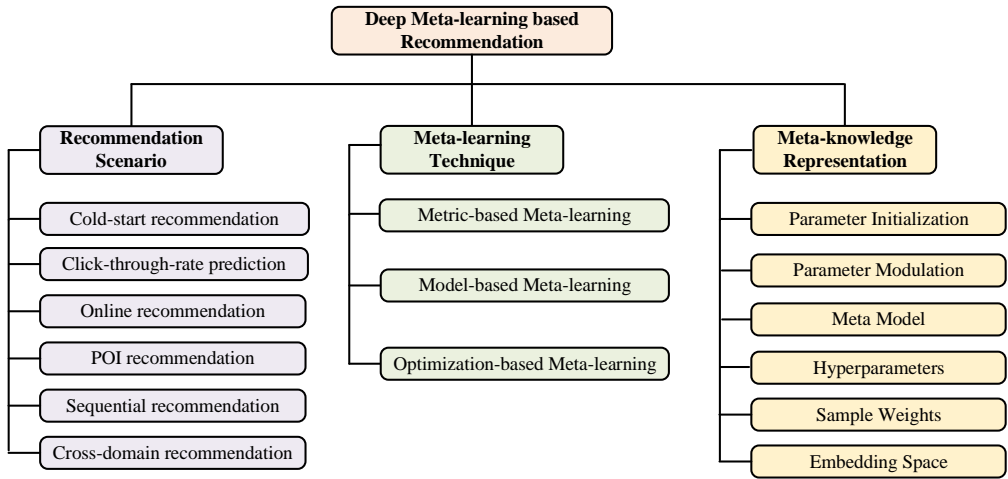 Deep Meta-learning based
Recommendation
Recommendation
Scenario
Cold-start recommendation
Click-through-rate prediction
Online recommendation
POI recommendation
Sequential recommendation
Cross-domain recommendation
Meta-learning
Technique
Metric-based Meta-learning
Model-based Meta-learning
Optimization-based Meta-learning
Meta-knowledge
Representation
Parameter Initialization
Parameter Modulation
Meta Model
Hyperparameters
Sample Weights
Embedding Space